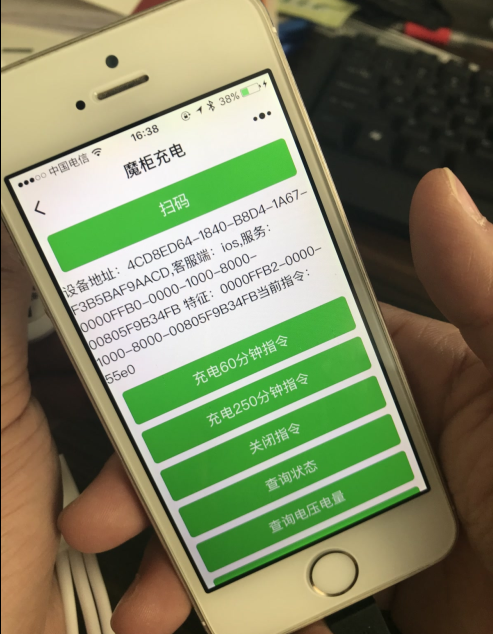 中国电信 16:38 38%
魔柜充电
扫码
设备地址：4CD8ED64-1840-B8D4-1A67-
F3B5BAF9AACD,客服端：ios,服务：
0000FFB0-0000-1000-8000-
00805F9B34FB 特征：0000FFB2-0000-
1000-8000-00805F9B34FB当前指令：
55e0
充电60分钟指令
充电250分钟指令
关闭指令
查询状态
查询电压电量